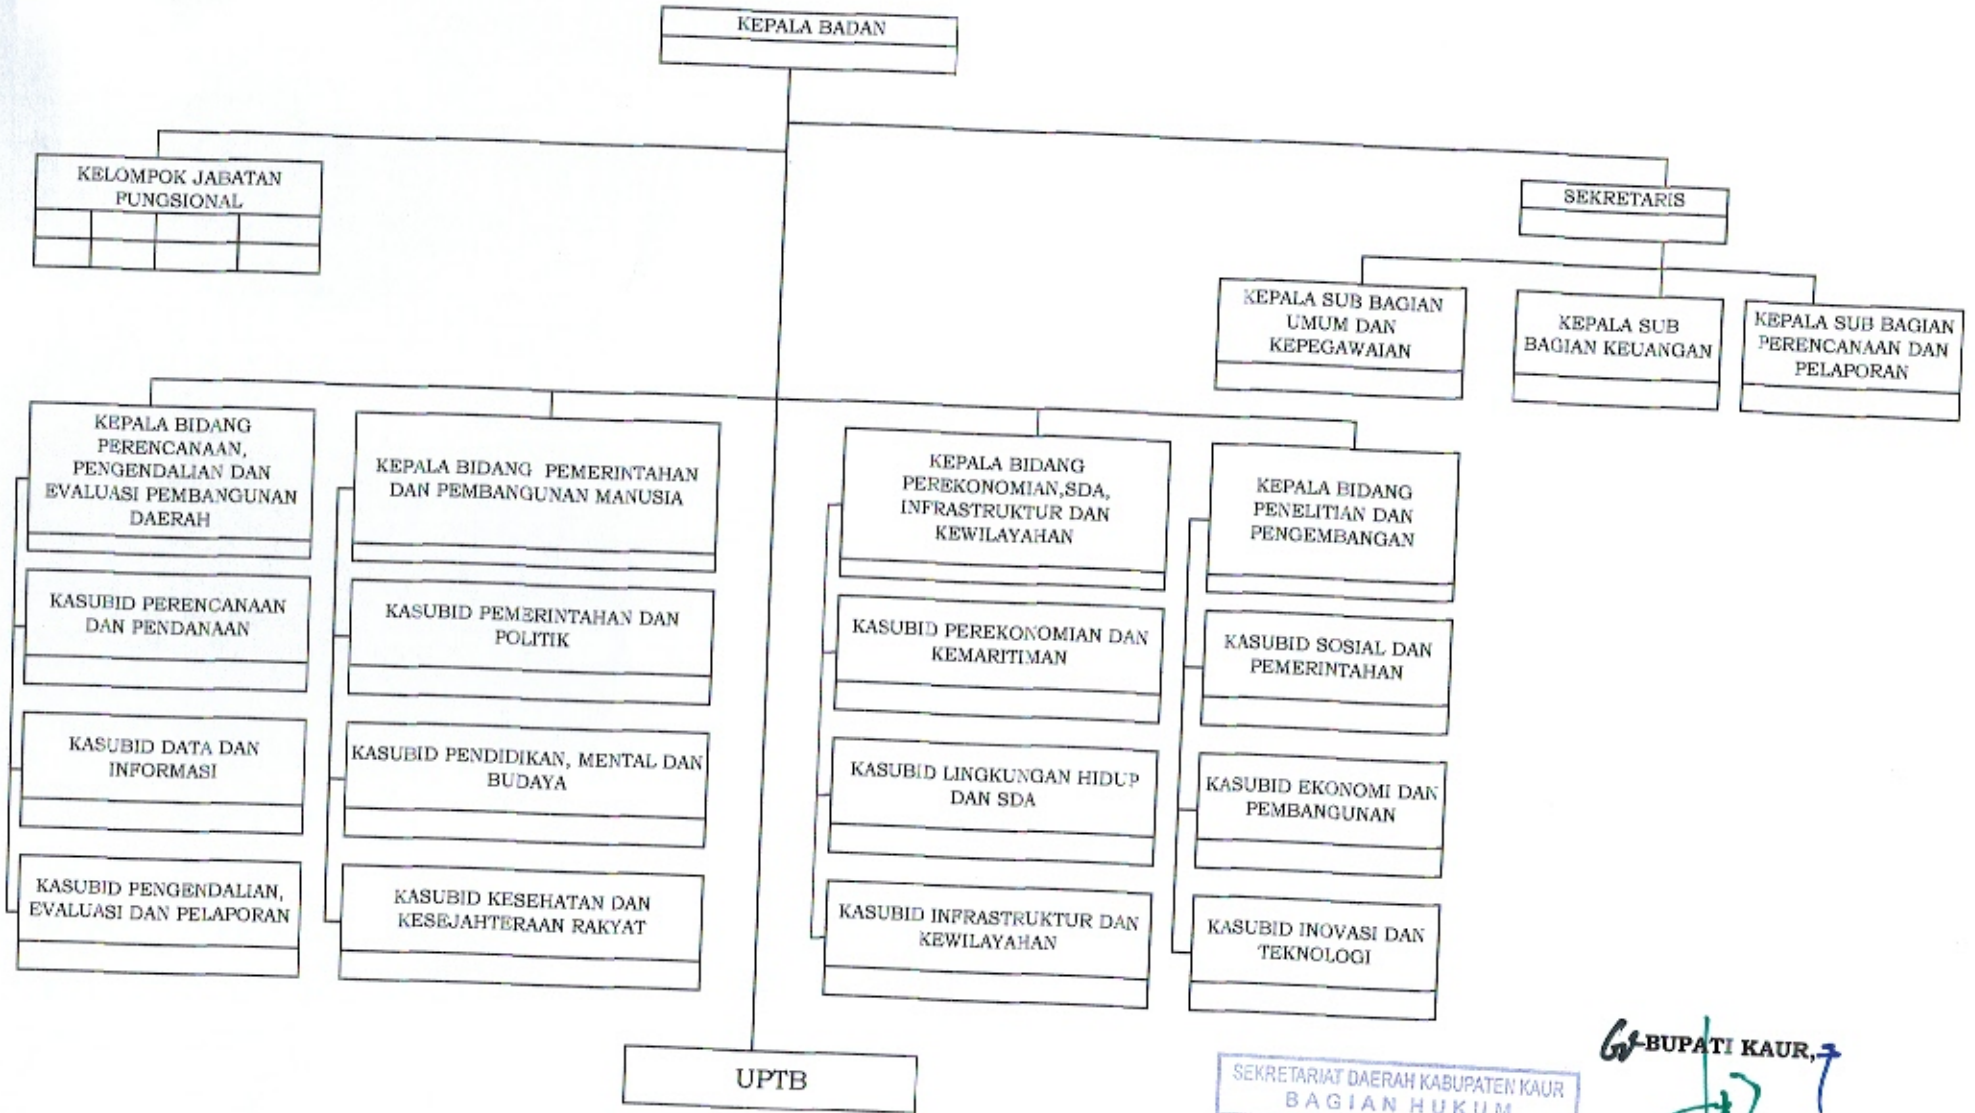 KEPALA BADAN
KELOMPOK JABATAN
FUNGSIONAL
SEKRETARIS
KEPALA SUB BAGIAN
UMUM DAN
KEPEGAWAIAN
KEPALA SUB
BAGIAN KEUANGAN
KEPALA SUB BAGIAN
PERENCANAAN DAN
PELAPORAN
KEPALA BIDANG
PERENCANAAN,
PENGENDALIAN DAN
EVALUASI PEMBANGUNAN
DAERAH
KASUBID PERENCANAAN
DAN PENDANAAN
KASUBID DATA DAN
INFORMASI
KASUBID PENGENDALIAN,
EVALUASI DAN PELAPORAN
KEPALA BIDANG PEMERINTAHAN
DAN PEMBANGUNAN MANUSIA
KASUBID PEMERINTAHAN DAN
POLITIK
KASUBID PENDIDIKAN, MENTAL DAN
BUDAYA
KASUBID KESEHATAN DAN
KESEJAHTERAAN RAKYAT
KEPALA BIDANG
PEREKONOMIAN,SDA,
INFRASTRUKTUR DAN
KEWILAYAHAN
KASUBID PEREKONOMIAN DAN
KEMARITIMAN
KASUBID LINGKUNGAN HIDUP
DAN SDA
KASUBID INFRASTRUKTUR DAN
KEWILAYAHAN
KEPALA BIDANG
PENELITIAN DAN
PENGEMBANGAN
KASUBID SOSIAL DAN
PEMERINTAHAN
KASUBID EKONOMI DAN
PEMBANGUNAN
KASUBID INOVASI DAN
TEKNOLOGI
UPTB
SEKRETARIAT DAERAH KABUPATEN KAUR
BAGIAN HUKUM
BUPATI KAUR,